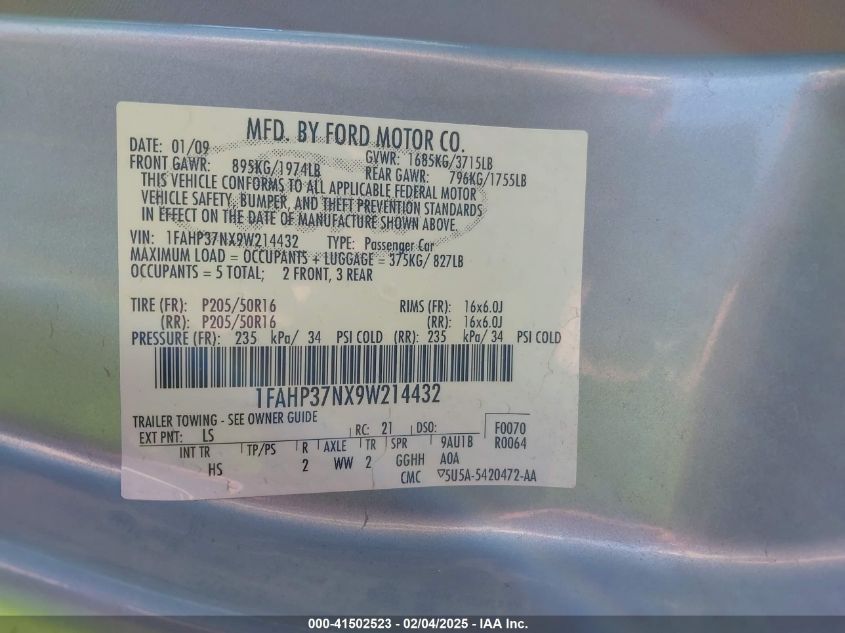 MFD. BY FORD MOTOR CO.
DATE: 01/09 GVWR: 1685KG/3715LB
FRONT GAWR: 895KG/1974LB REAR GAWR: 796KG/1755LB
THIS VEHICLE CONFORMS TO ALL APPLICABLE FEDERAL MOTOR
VEHICLE SAFETY, BUMPER, AND THEFT PREVENTION STANDARDS
IN EFFECT ON THE DATE OF MANUFACTURE SHOWN ABOVE.
VIN: 1FAHP37NX9W214432 TYPE: Passenger Car
MAXIMUM LOAD = OCCUPANTS + LUGGAGE = 375KG/ 827LB
OCCUPANTS = 5 TOTAL; 2 FRONT, 3 REAR
TIRE (FR): P205/50R16 RIMS (FR): 16x6.0J
(RR): P205/50R16 (RR): 16x6.0J
PRESSURE (FR): 235 kPa/ 34 PSI COLD (RR): 235 kPa/ 34 PSI COLD
1FAHP37NX9W214432
TRAILER TOWING - SEE OWNER GUIDE
EXT PNT: LS RC: 21 DSO: F0070
INT TR TP/PS R AXLE TR SPR 9AU1B R0064
HS 2 WW 2 GGHH A0A
CMC ▽5U5A-5420472-AA
000-41502523 - 02/04/2025 - IAA Inc.